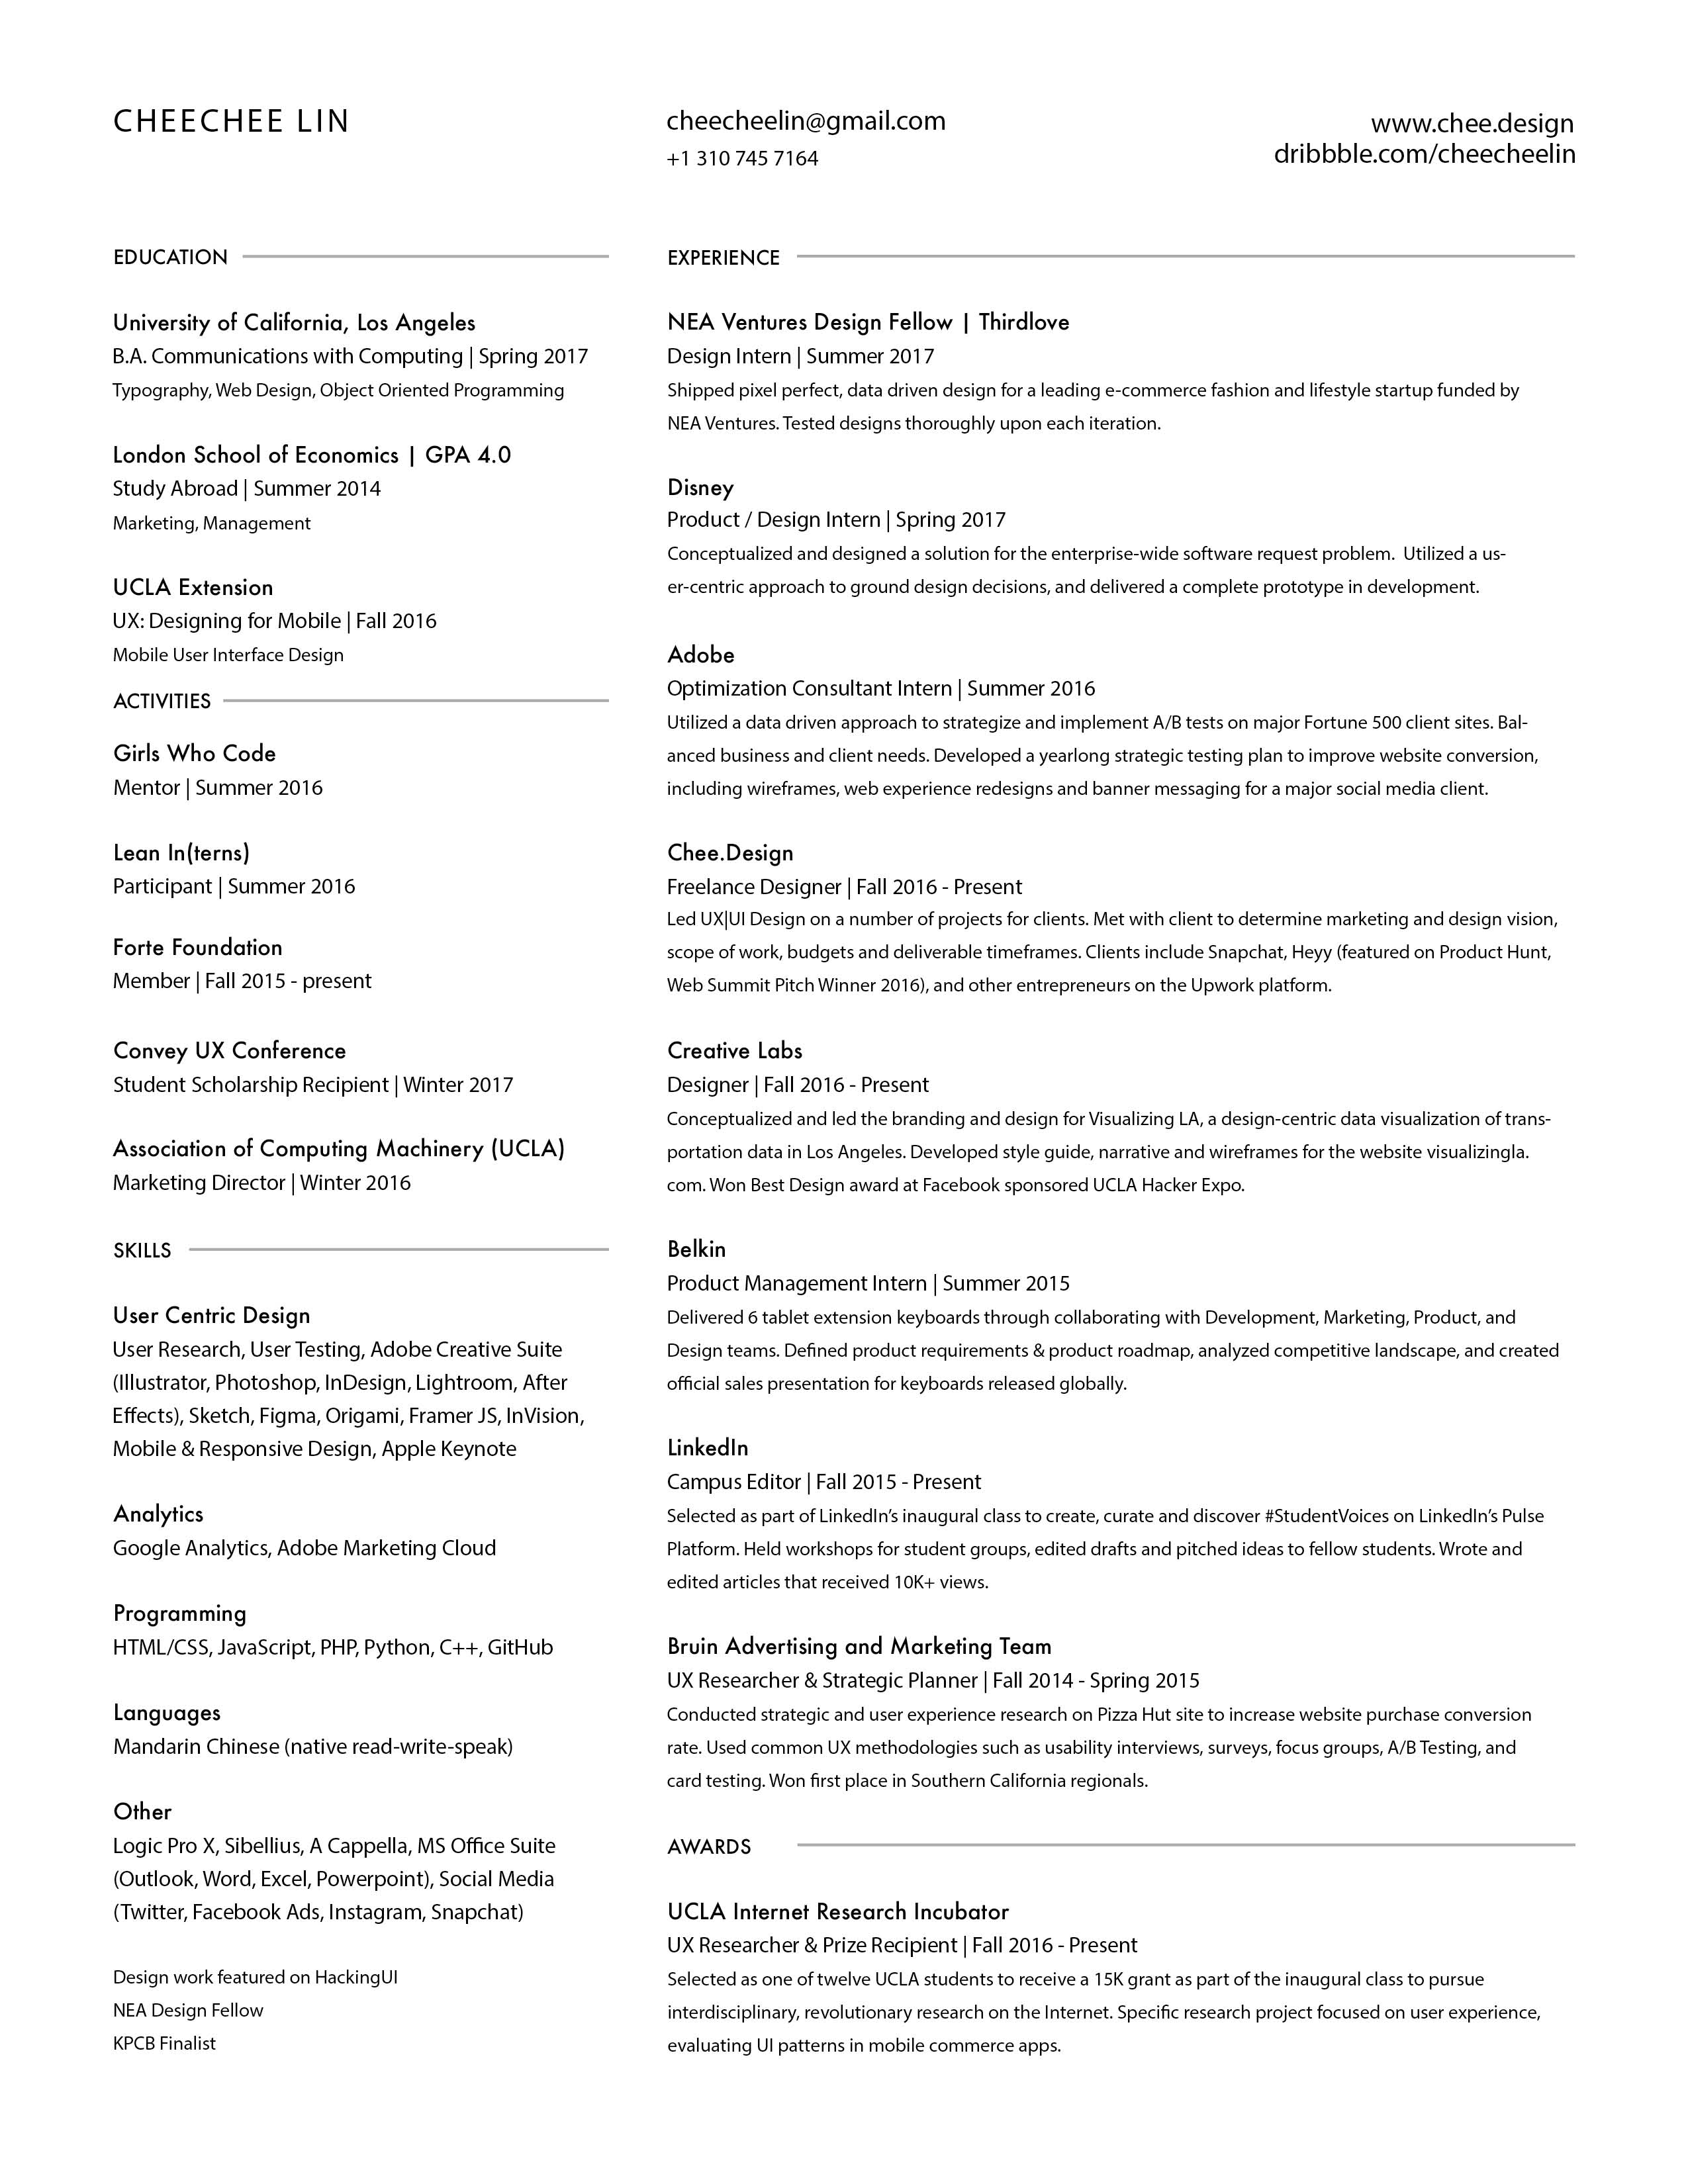 CHEECHEE LIN
cheecheelin@gmail.com
+1 310 745 7164
www.chee.design
dribbble.com/cheecheelin
EDUCATION
University of California, Los Angeles
B.A. Communications with Computing | Spring 2017
Typography, Web Design, Object Oriented Programming
London School of Economics | GPA 4.0
Study Abroad | Summer 2014
Marketing, Management
UCLA Extension
UX: Designing for Mobile | Fall 2016
Mobile User Interface Design
ACTIVITIES
Girls Who Code
Mentor | Summer 2016
Lean In(terns)
Participant | Summer 2016
Forte Foundation
Member | Fall 2015 - present
Convey UX Conference
Student Scholarship Recipient | Winter 2017
Association of Computing Machinery (UCLA)
Marketing Director | Winter 2016
SKILLS
User Centric Design
User Research, User Testing, Adobe Creative Suite
(Illustrator, Photoshop, InDesign, Lightroom, After
Effects), Sketch, Figma, Origami, Framer JS, InVision,
Mobile & Responsive Design, Apple Keynote
Analytics
Google Analytics, Adobe Marketing Cloud
Programming
HTML/CSS, JavaScript, PHP, Python, C++, GitHub
Languages
Mandarin Chinese (native read-write-speak)
Other
Logic Pro X, Sibellius, A Cappella, MS Office Suite
(Outlook, Word, Excel, Powerpoint), Social Media
(Twitter, Facebook Ads, Instagram, Snapchat)
Design work featured on HackingUI
NEA Design Fellow
KPCB Finalist
EXPERIENCE
NEA Ventures Design Fellow | Thirdlove
Design Intern | Summer 2017
Shipped pixel perfect, data driven design for a leading e-commerce fashion and lifestyle startup funded by
NEA Ventures. Tested designs thoroughly upon each iteration.
Disney
Product / Design Intern | Spring 2017
Conceptualized and designed a solution for the enterprise-wide software request problem.  Utilized a us-
er-centric approach to ground design decisions, and delivered a complete prototype in development.
Adobe
Optimization Consultant Intern | Summer 2016
Utilized a data driven approach to strategize and implement A/B tests on major Fortune 500 client sites. Bal-
anced business and client needs. Developed a yearlong strategic testing plan to improve website conversion,
including wireframes, web experience redesigns and banner messaging for a major social media client.
Chee.Design
Freelance Designer | Fall 2016 - Present
Led UX|UI Design on a number of projects for clients. Met with client to determine marketing and design vision,
scope of work, budgets and deliverable timeframes. Clients include Snapchat, Heyy (featured on Product Hunt,
Web Summit Pitch Winner 2016), and other entrepreneurs on the Upwork platform.
Creative Labs
Designer | Fall 2016 - Present
Conceptualized and led the branding and design for Visualizing LA, a design-centric data visualization of trans-
portation data in Los Angeles. Developed style guide, narrative and wireframes for the website visualizingla.
com. Won Best Design award at Facebook sponsored UCLA Hacker Expo.
Belkin
Product Management Intern | Summer 2015
Delivered 6 tablet extension keyboards through collaborating with Development, Marketing, Product, and
Design teams. Defined product requirements & product roadmap, analyzed competitive landscape, and created
official sales presentation for keyboards released globally.
LinkedIn
Campus Editor | Fall 2015 - Present
Selected as part of LinkedIn’s inaugural class to create, curate and discover #StudentVoices on LinkedIn’s Pulse
Platform. Held workshops for student groups, edited drafts and pitched ideas to fellow students. Wrote and
edited articles that received 10K+ views.
Bruin Advertising and Marketing Team
UX Researcher & Strategic Planner | Fall 2014 - Spring 2015
Conducted strategic and user experience research on Pizza Hut site to increase website purchase conversion
rate. Used common UX methodologies such as usability interviews, surveys, focus groups, A/B Testing, and
card testing. Won first place in Southern California regionals.
AWARDS
UCLA Internet Research Incubator
UX Researcher & Prize Recipient | Fall 2016 - Present
Selected as one of twelve UCLA students to receive a 15K grant as part of the inaugural class to pursue
interdisciplinary, revolutionary research on the Internet. Specific research project focused on user experience,
evaluating UI patterns in mobile commerce apps.